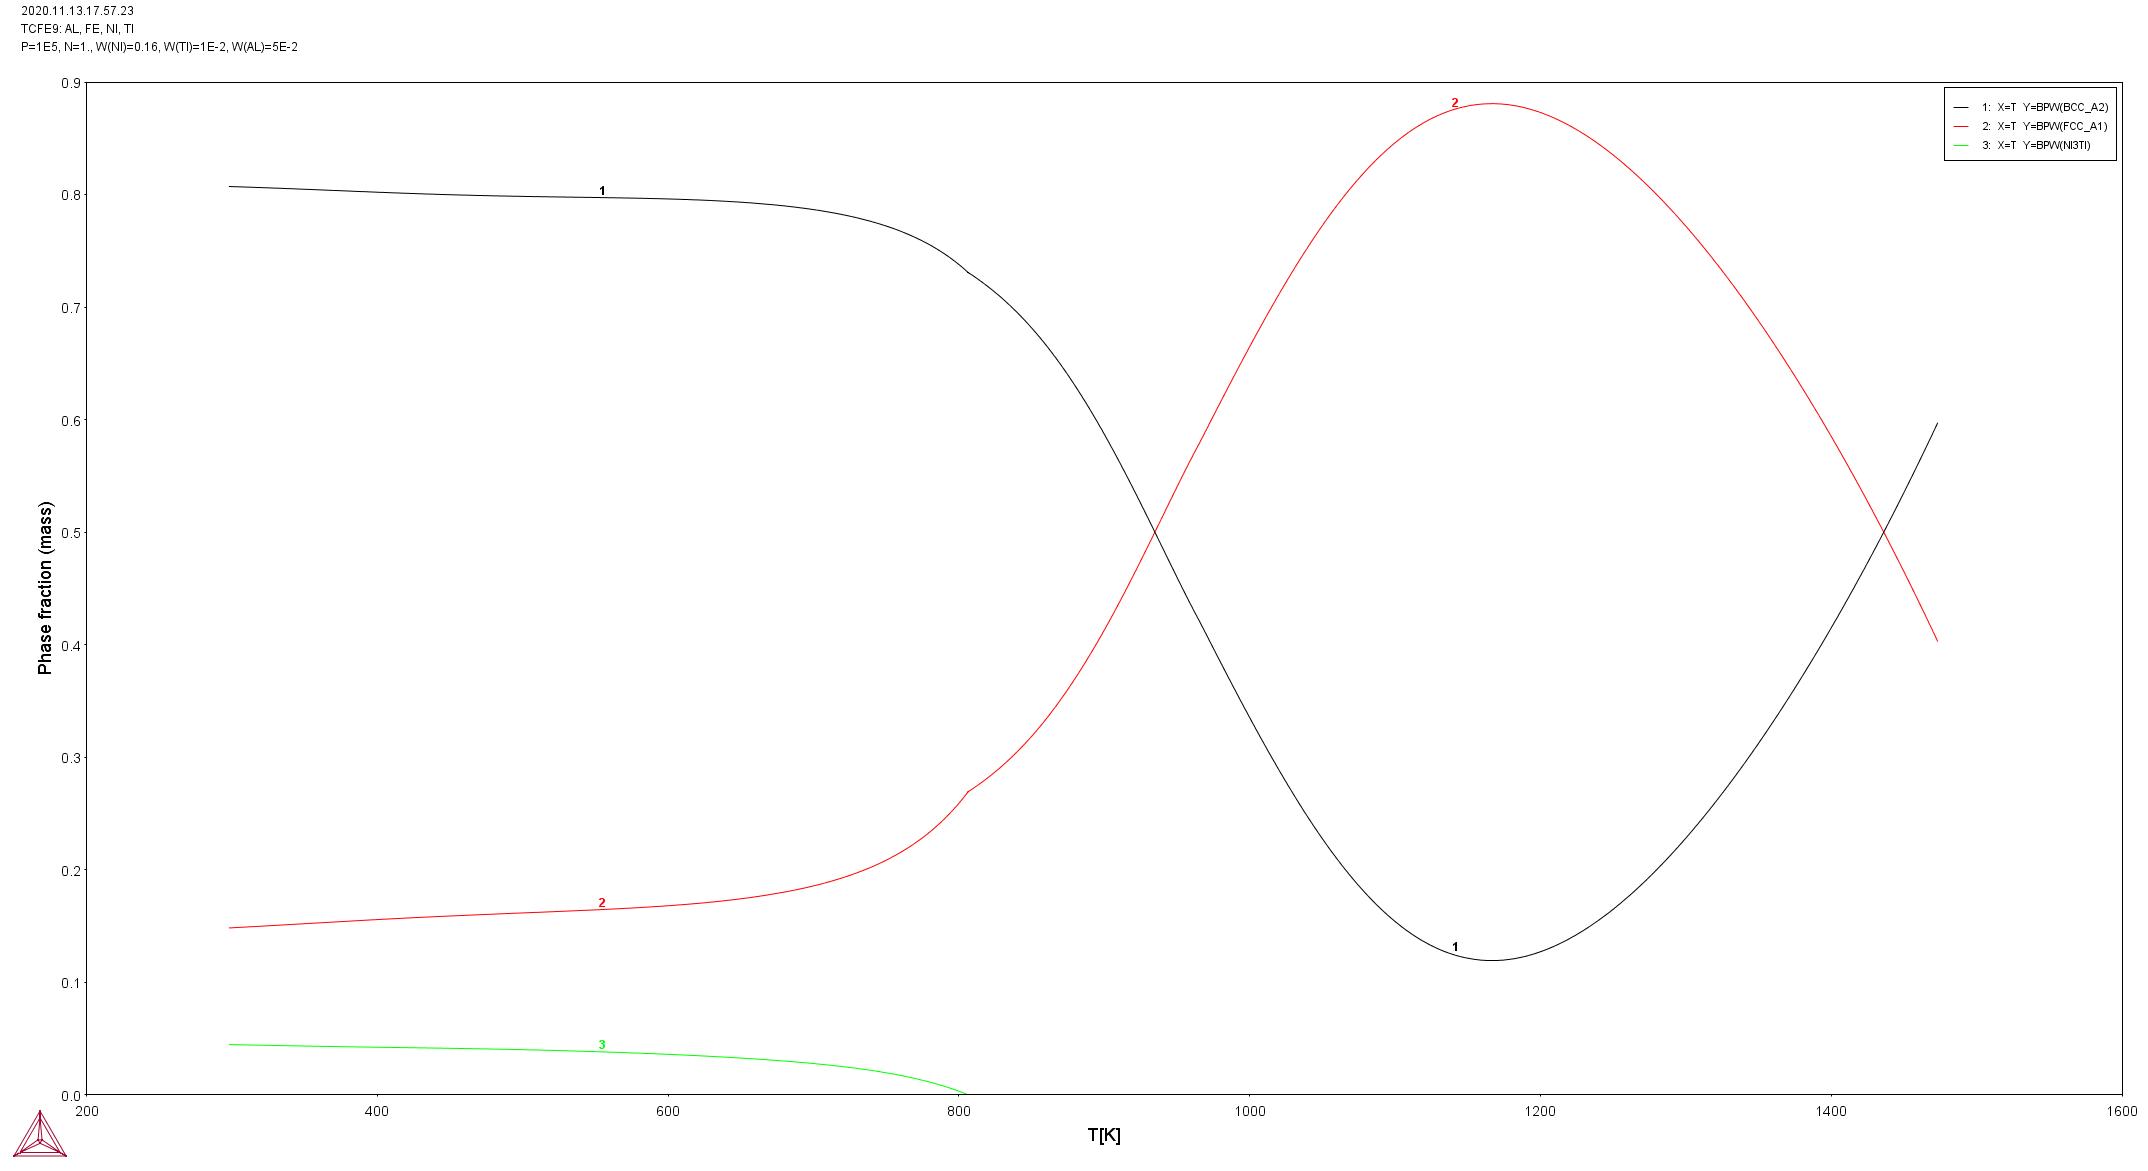 2020.11.13.17.57.23
TCFE9: AL, FE, NI, TI
P=1E5, N=1., W(NI)=0.16, W(TI)=1E-2, W(AL)=5E-2
0.9
0.8
0.7
0.6
0.5
0.4
0.3
0.2
0.1
0.0
Phase fraction (mass)
1: X=T Y=BPW(BCC_A2)
2: X=T Y=BPW(FCC_A1)
3: X=T Y=BPW(NI3TI)
2
1
2
1
3
200 400 600 800 1000 1200 1400 1600
T[K]